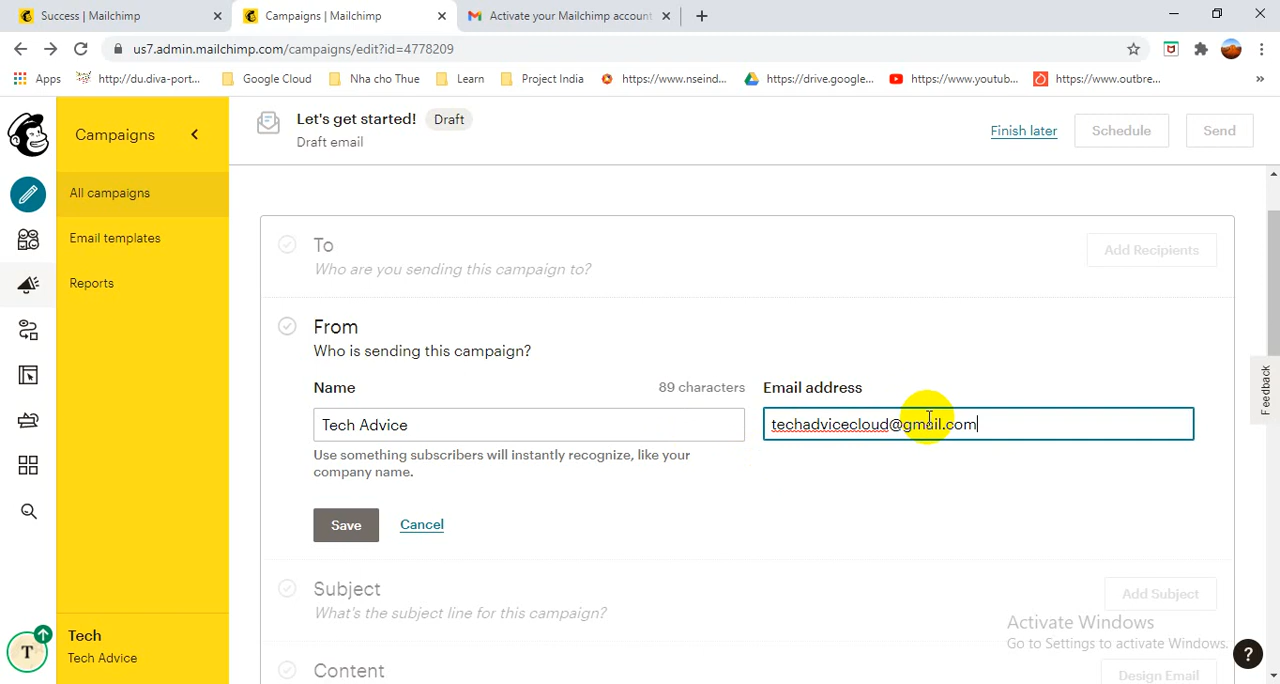 Success | Mailchimp
Campaigns | Mailchimp
Activate your Mailchimp account
us7.admin.mailchimp.com/campaigns/edit?id=4778209
Apps
http://du.diva-port...
Google Cloud
Nha cho Thue
Learn
Project India
https://www.nseind...
https://drive.google...
https://www.youtub...
https://www.outbre...
»
Campaigns
Let's get started!
Draft
Draft email
Finish later
Schedule
Send
All campaigns
Email templates
Reports
To
Who are you sending this campaign to?
Add Recipients
From
Who is sending this campaign?
Name
89 characters
Email address
Tech Advice
techadvicecloud@gmail.com
Use something subscribers will instantly recognize, like your
company name.
Save
Cancel
Subject
What's the subject line for this campaign?
Add Subject
Content
Design Email
Activate Windows
Go to Settings to activate Windows.
Feedback
T
Tech
Tech Advice
?